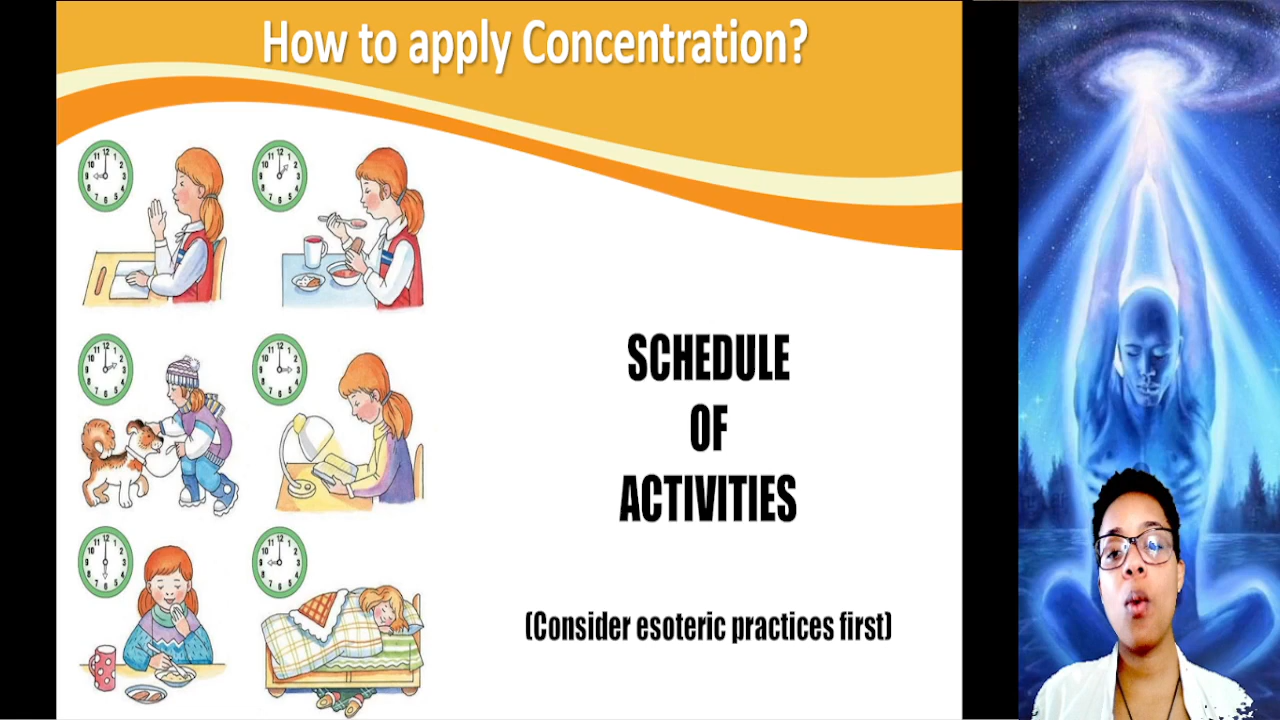 How to apply Concentration?
SCHEDULE
OF
ACTIVITIES
(Consider esoteric practices first)